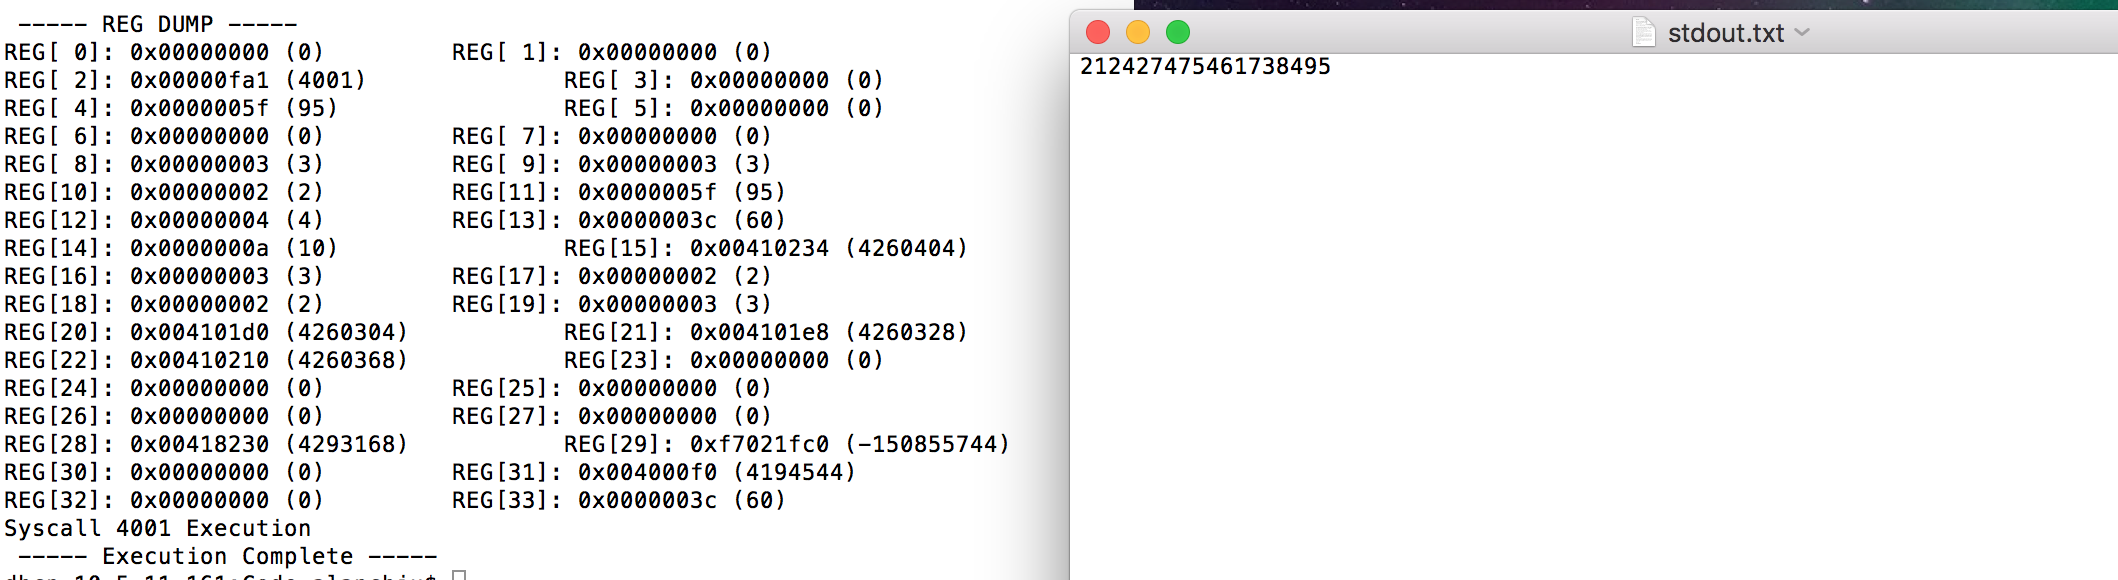 ----- REG DUMP -----
REG[ 0]: 0x00000000 (0) REG[ 1]: 0x00000000 (0)
REG[ 2]: 0x00000fa1 (4001) REG[ 3]: 0x00000000 (0)
REG[ 4]: 0x0000005f (95) REG[ 5]: 0x00000000 (0)
REG[ 6]: 0x00000000 (0) REG[ 7]: 0x00000000 (0)
REG[ 8]: 0x00000003 (3) REG[ 9]: 0x00000003 (3)
REG[10]: 0x00000002 (2) REG[11]: 0x0000005f (95)
REG[12]: 0x00000004 (4) REG[13]: 0x0000003c (60)
REG[14]: 0x0000000a (10) REG[15]: 0x00410234 (4260404)
REG[16]: 0x00000003 (3) REG[17]: 0x00000002 (2)
REG[18]: 0x00000002 (2) REG[19]: 0x00000003 (3)
REG[20]: 0x004101d0 (4260304) REG[21]: 0x004101e8 (4260328)
REG[22]: 0x00410210 (4260368) REG[23]: 0x00000000 (0)
REG[24]: 0x00000000 (0) REG[25]: 0x00000000 (0)
REG[26]: 0x00000000 (0) REG[27]: 0x00000000 (0)
REG[28]: 0x00418230 (4293168) REG[29]: 0xf7021fc0 (-150855744)
REG[30]: 0x00000000 (0) REG[31]: 0x004000f0 (4194544)
REG[32]: 0x00000000 (0) REG[33]: 0x0000003c (60)
Syscall 4001 Execution
----- Execution Complete -----
stdout.txt
212427475461738495